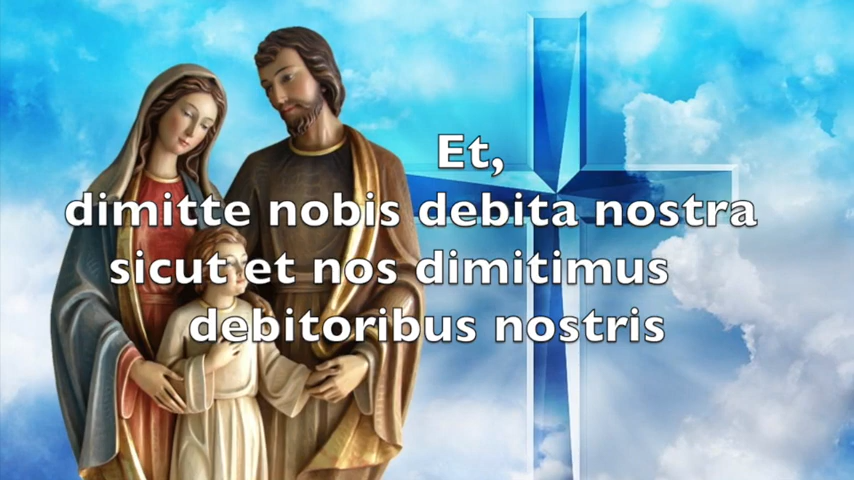 Et,
dimitte nobis debita nostra
sicut et nos dimitimus
debitoribus nostris